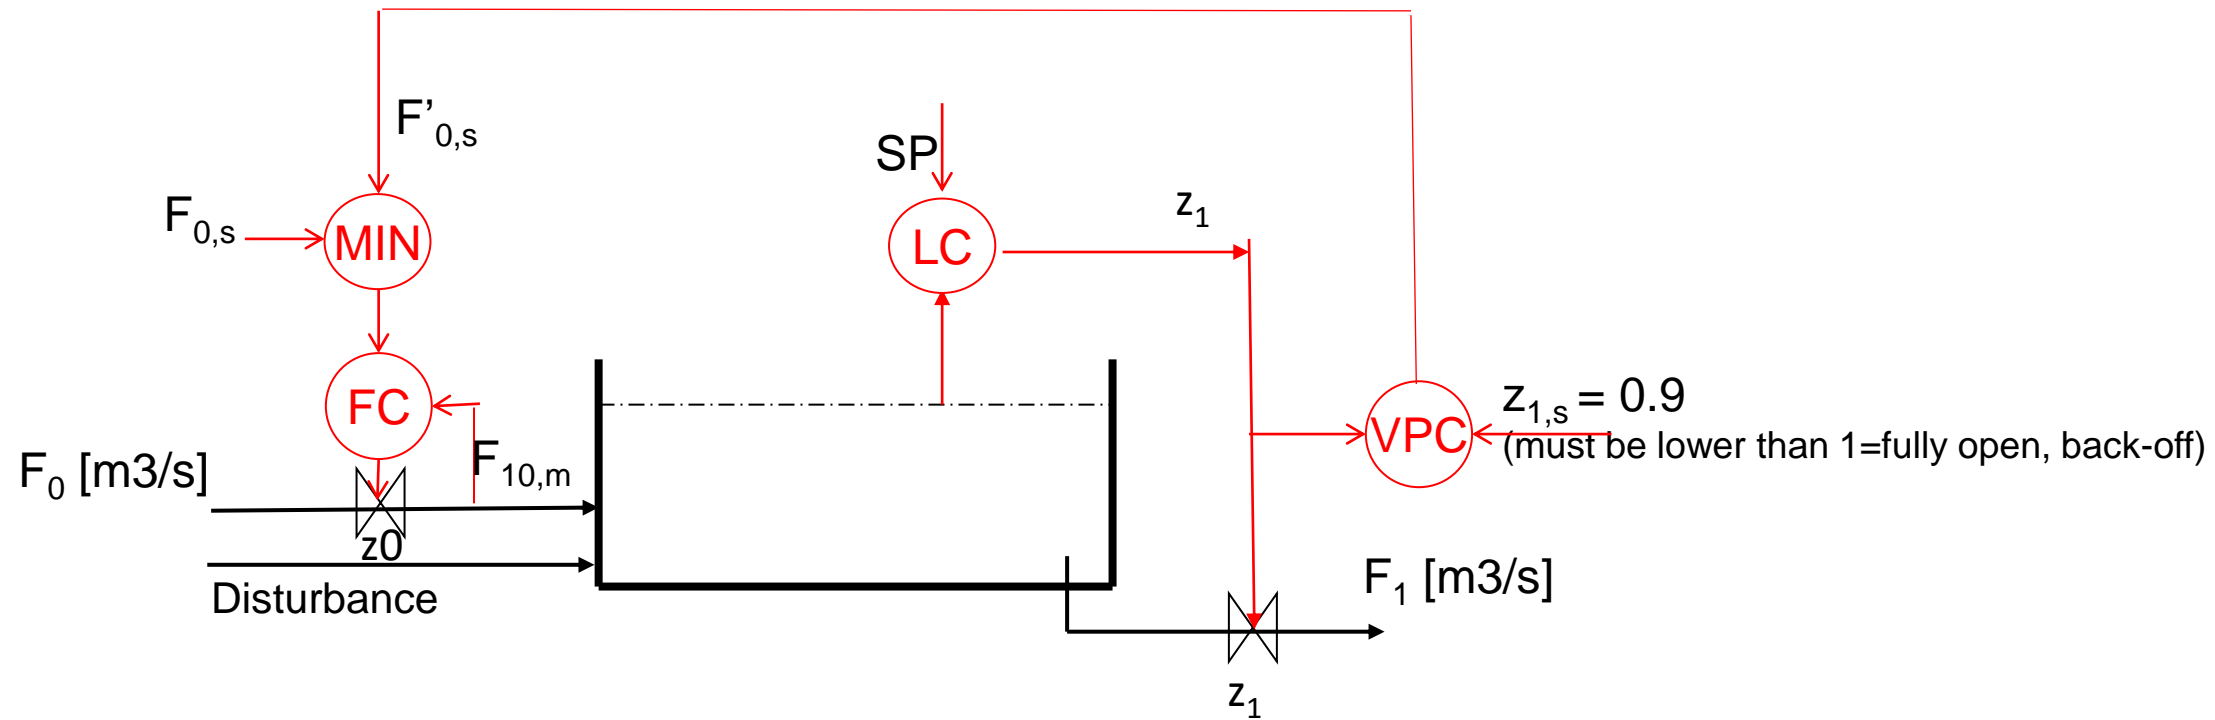 F'0,s
SP
z1
F0,s
MIN
LC
FC
z1,s = 0.9
VPC
(must be lower than 1=fully open, back-off)
F10,m
F0 [m3/s]
z0
Disturbance
F1 [m3/s]
z1